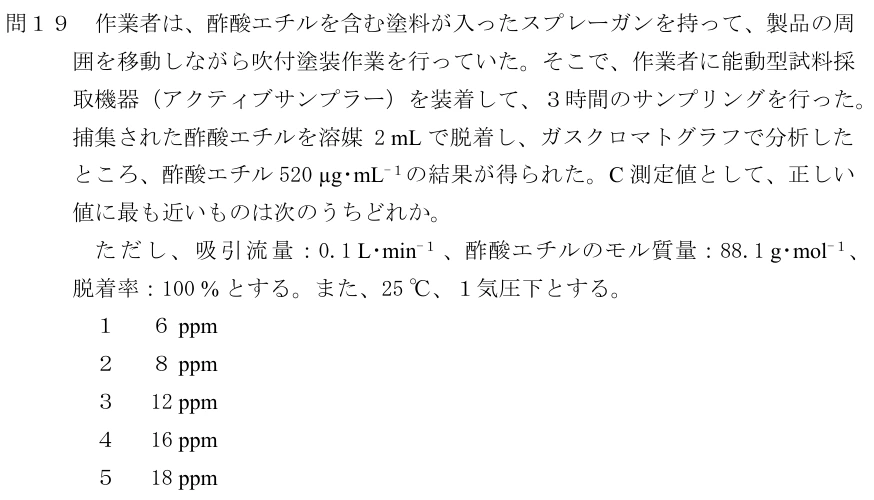 問１９　作業者は、酢酸エチルを含む塗料が入ったスプレーガンを持って、製品の周
囲を移動しながら吹付塗装作業を行っていた。そこで、作業者に能動型試料採
取機器（アクティブサンプラー）を装着して、３時間のサンプリングを行った。
捕集された酢酸エチルを溶媒 2 mL で脱着し、ガスクロマトグラフで分析した
ところ、酢酸エチル 520 μg･mL⁻¹の結果が得られた。C 測定値として、正しい
値に最も近いものは次のうちどれか。
ただし、吸引流量：0.1 L･min⁻¹ 、酢酸エチルのモル質量：88.1 g･mol⁻¹、
脱着率：100 % とする。また、25 ℃、１気圧下とする。
１　　6 ppm
２　　8 ppm
３　　12 ppm
４　　16 ppm
５　　18 ppm